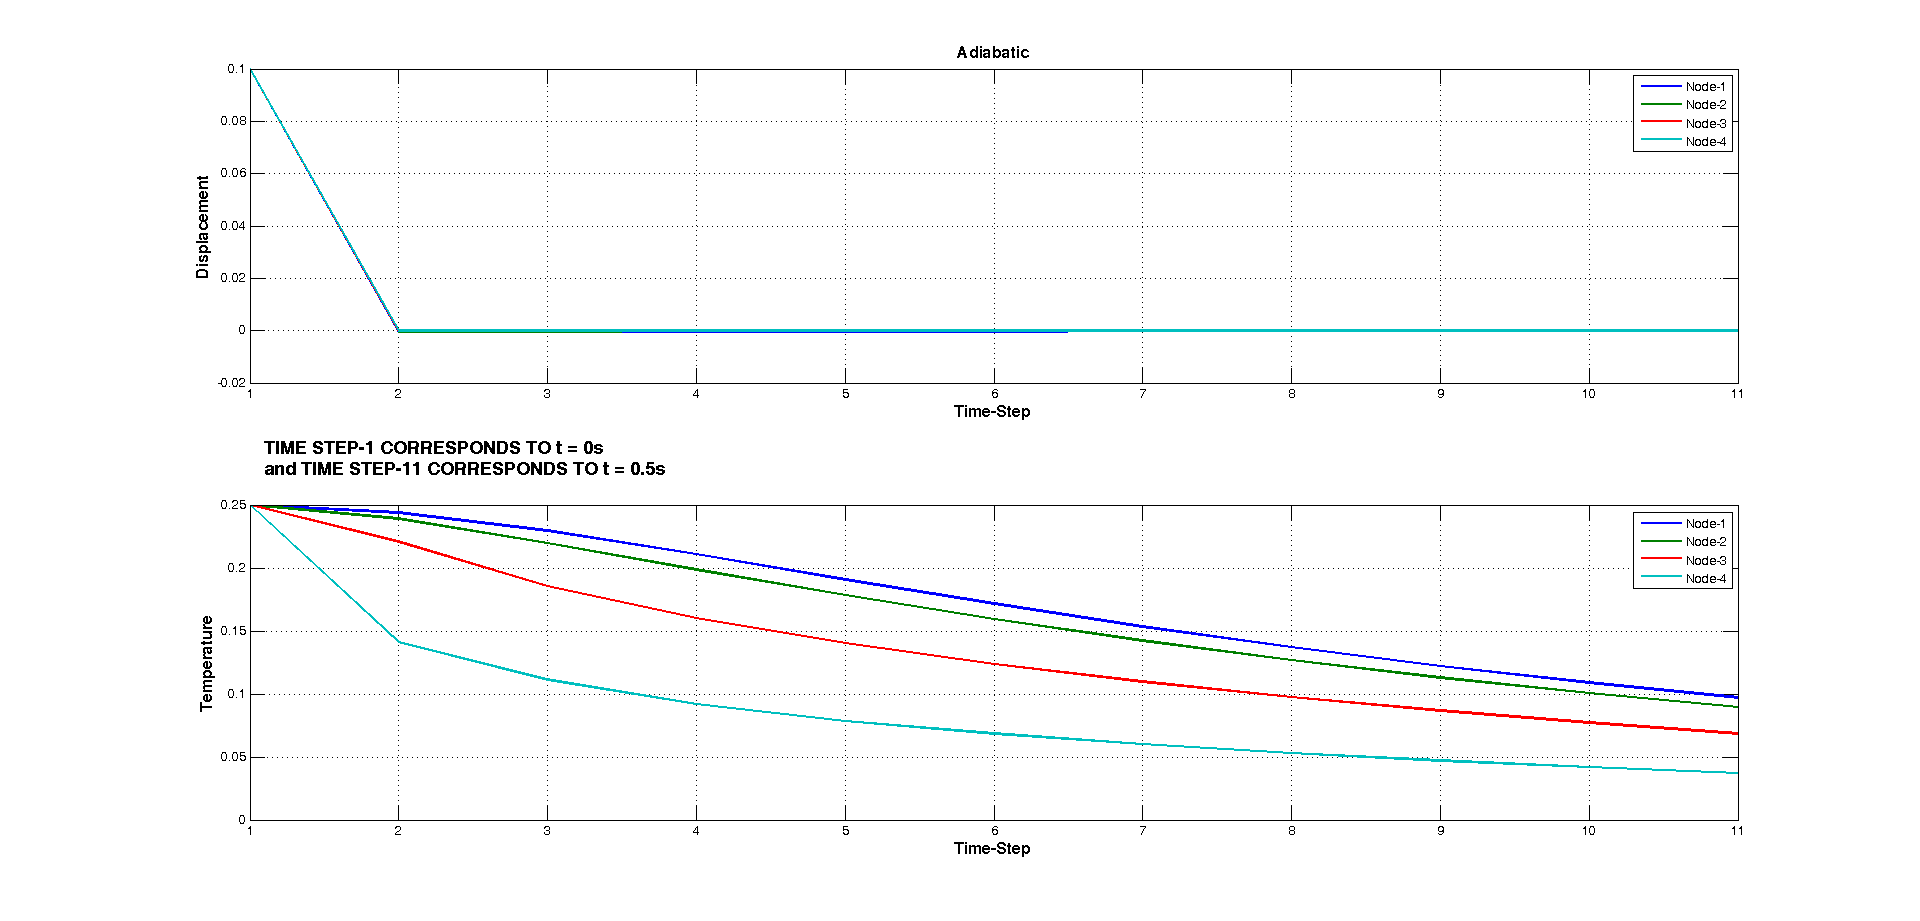 Adiabatic
0.1
0.08
0.06
0.04
0.02
0
-0.02
Displacement
1 2 3 4 5 6 7 8 9 10 11
Time-Step
Node-1
Node-2
Node-3
Node-4
TIME STEP-1 CORRESPONDS TO t = 0s
and TIME STEP-11 CORRESPONDS TO t = 0.5s
0.25
0.2
0.15
0.1
0.05
0
Temperature
1 2 3 4 5 6 7 8 9 10 11
Time-Step
Node-1
Node-2
Node-3
Node-4